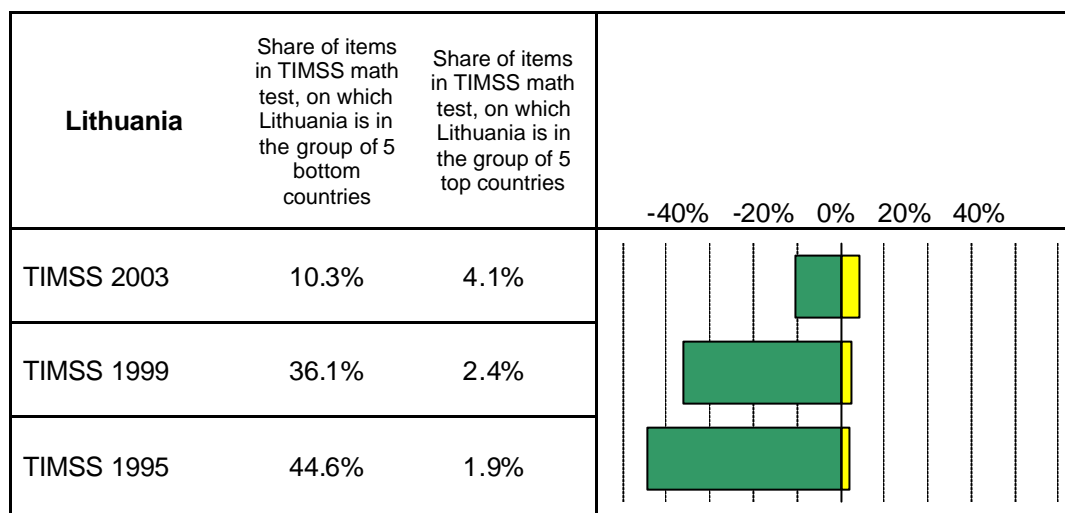 Lithuania
Share of items
in TIMSS math
test, on which
Lithuania is in
the group of 5
bottom
countries
Share of items
in TIMSS math
test, on which
Lithuania is in
the group of 5
top countries
-40% -20% 0% 20% 40%
TIMSS 2003 10.3% 4.1%
TIMSS 1999 36.1% 2.4%
TIMSS 1995 44.6% 1.9%